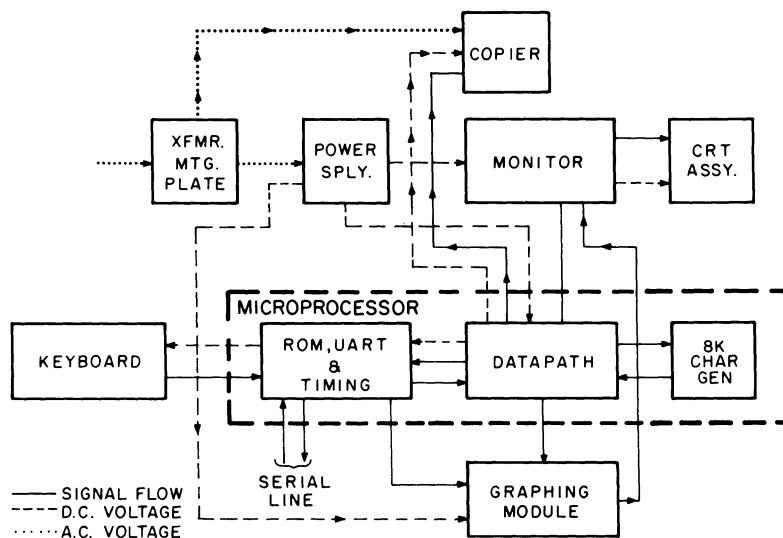 COPIER
XFMR.
MTG.
PLATE
POWER
SPLY.
MONITOR
CRT
ASSY.
MICROPROCESSOR
KEYBOARD
ROM, UART
&
TIMING
DATAPATH
8K
CHAR
GEN
SERIAL
LINE
GRAPHING
MODULE
SIGNAL FLOW
D.C. VOLTAGE
A.C. VOLTAGE